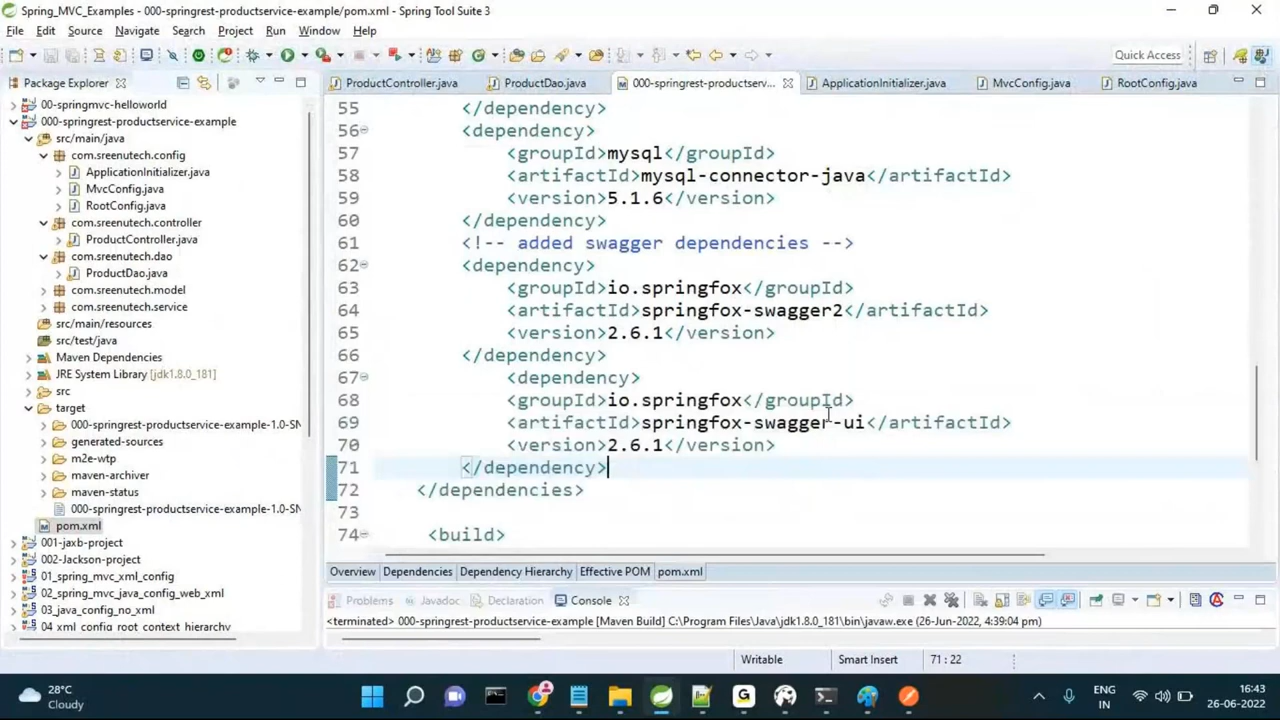 Spring_MVC_Examples - 000-springrest-productservice-example/pom.xml - Spring Tool Suite 3
File Edit Source Navigate Search Project Run Window Help
Quick Access
Package Explorer
00-springmvc-helloworld
000-springrest-productservice-example
src/main/java
com.sreenutech.config
ApplicationInitializer.java
MvcConfig.java
RootConfig.java
com.sreenutech.controller
ProductController.java
com.sreenutech.dao
ProductDao.java
com.sreenutech.model
com.sreenutech.service
src/main/resources
src/test/java
Maven Dependencies
JRE System Library [jdk1.8.0_181]
src
target
000-springrest-productservice-example-1.0-SN
generated-sources
m2e-wtp
maven-archiver
maven-status
000-springrest-productservice-example-1.0-SN
pom.xml
001-jaxb-project
002-Jackson-project
01_spring_mvc_xml_config
02_spring_mvc_java_config_web_xml
03_java_config_no_xml
04 xml config root context hierarchy
ProductController.java ProductDao.java 000-springrest-productserv... ApplicationInitializer.java MvcConfig.java RootConfig.java
55 </dependency>
56 <dependency>
57 <groupId>mysql</groupId>
58 <artifactId>mysql-connector-java</artifactId>
59 <version>5.1.6</version>
60 </dependency>
61 <!-- added swagger dependencies -->
62 <dependency>
63 <groupId>io.springfox</groupId>
64 <artifactId>springfox-swagger2</artifactId>
65 <version>2.6.1</version>
66 </dependency>
67 <dependency>
68 <groupId>io.springfox</groupId>
69 <artifactId>springfox-swagger-ui</artifactId>
70 <version>2.6.1</version>
71 </dependency>
72 </dependencies>
73
74 <build>
Overview Dependencies Dependency Hierarchy Effective POM pom.xml
Problems Javadoc Declaration Console
<terminated> 000-springrest-productservice-example [Maven Build] C:\Program Files\Java\jdk1.8.0_181\bin\javaw.exe (26-Jun-2022, 4:39:04 pm)
Writable Smart Insert 71 : 22
28°C
Cloudy
ENG
IN
16:43
26-06-2022